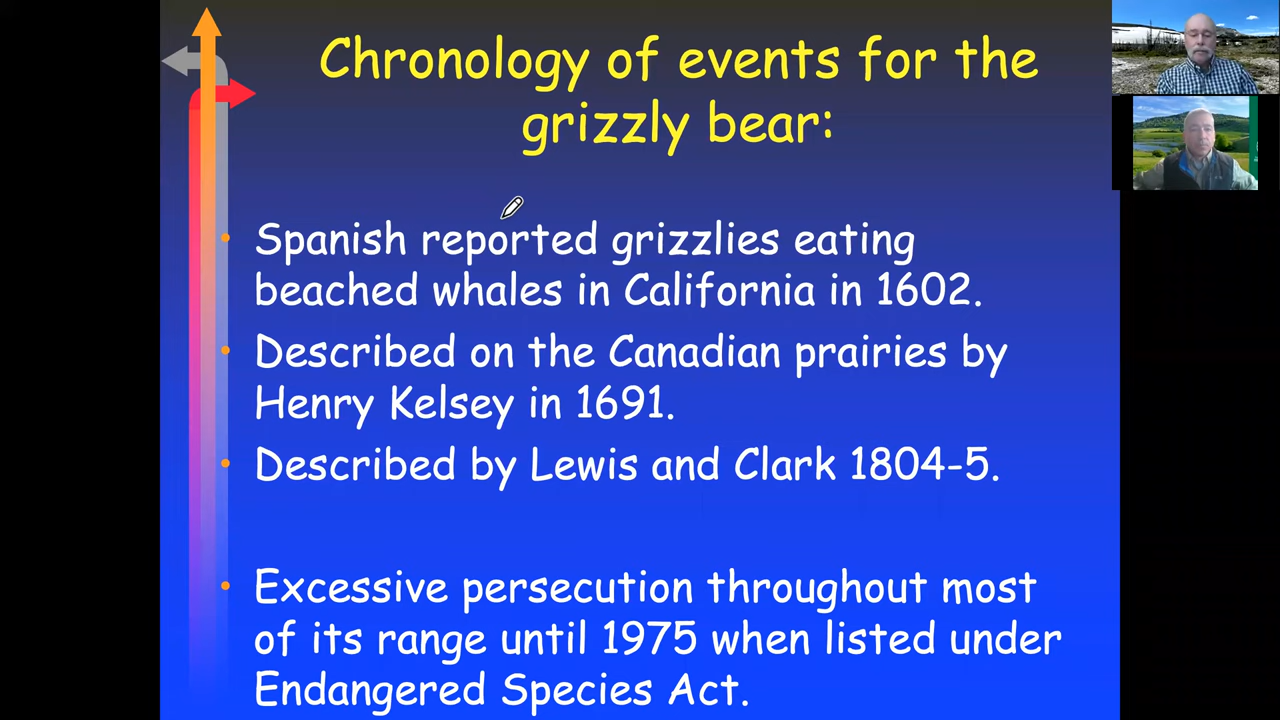 Chronology of events for the
grizzly bear:
Spanish reported grizzlies eating
beached whales in California in 1602.
Described on the Canadian prairies by
Henry Kelsey in 1691.
Described by Lewis and Clark 1804-5.
Excessive persecution throughout most
of its range until 1975 when listed under
Endangered Species Act.